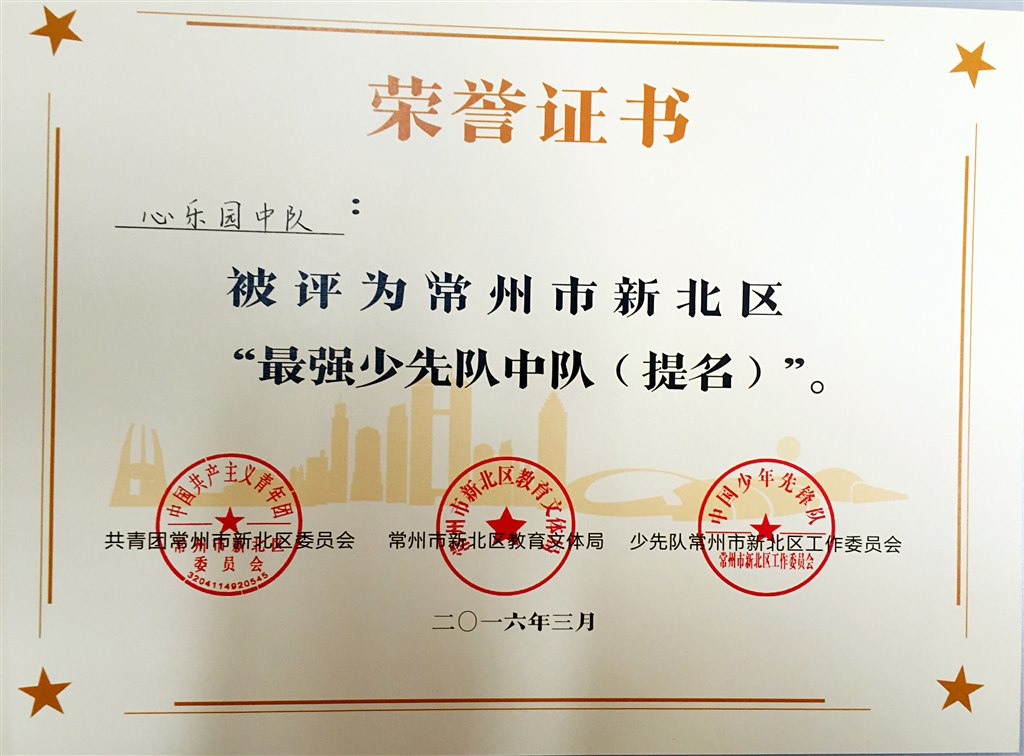 荣誉证书
心乐园中队：
被评为常州市新北区
“最强少先队中队（提名）”。
中国共产主义青年团
常州市新北区
委员会
3204114920545
常州市新北区教育文体局
中国少年先锋队
常州市新北区工作委员会
共青团常州市新北区委员会 常州市新北区教育文体局 少先队常州市新北区工作委员会
二〇一六年三月